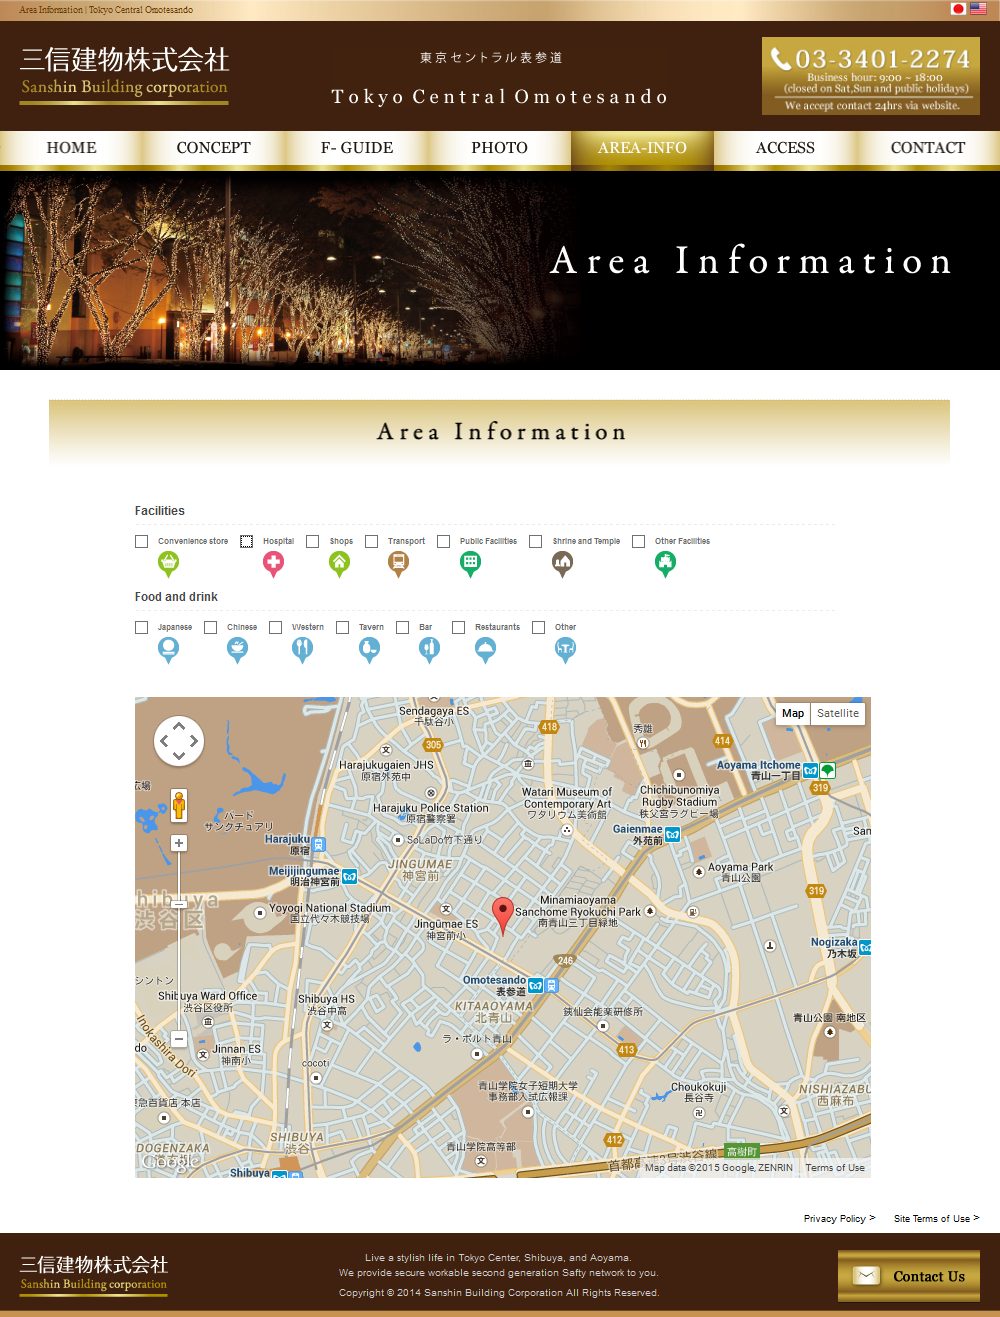 Area Information | Tokyo Central Omotesando
三信建物株式会社
Sanshin Building corporation
東京セントラル表参道
Tokyo Central Omotesando
03-3401-2274
Business hour: 9:00 ~ 18:00
(closed on Sat,Sun and public holidays)
We accept contact 24hrs via website.
HOME CONCEPT F- GUIDE PHOTO AREA-INFO ACCESS CONTACT
Area Information
Area Information
Facilities
Convenience store Hospital Shops Transport Public Facilities Shrine and Temple Other Facilities
Food and drink
Japanese Chinese Western Tavern Bar Restaurants Other
Map Satellite
Sendagaya ES
千駄谷小
305
418
秀雄
414
Harajukugaien JHS
原宿外苑中
Aoyama Itchome
青山一丁目
319
Harajuku Police Station
原宿警察署
Watari Museum of
Contemporary Art
ワタリウム美術館
Chichibunomiya
Rugby Stadium
秩父宮ラグビー場
広場
バード
サンクチュアリ
Harajuku
原宿
SoLaDo竹下通り
Gaienmae
外苑前
San
JINGUMAE
神宮前
Meijijingumae
明治神宮前
Aoyama Park
青山公園
319
Shibuya
渋谷区
Yoyogi National Stadium
国立代々木競技場
Jingūmae ES
神宮前小
Minamiaoyama
Sanchome Ryokuchi Park
南青山三丁目緑地
Nogizaka
乃木坂
246
シントン
Omotesando
表参道
Shibuya Ward Office
渋谷区役所
Shibuya HS
渋谷中高
KITAAOYAMA
北青山
銕仙会能楽研修所
青山公園 南地区
Inokashira Dori
do
Jinnan ES
神南小
ラ・ポルト青山
413
cocoti
青山学院女子短期大学
事務部入試広報課
Choukokuji
長谷寺
NISHIAZABU
西麻布
東急百貨店 本店
DOGENZAKA
道玄坂
SHIBUYA
渋谷
青山学院高等部
412
高樹町
Google
Shibuya
Map data ©2015 Google, ZENRIN Terms of Use
Privacy Policy > Site Terms of Use >
三信建物株式会社
Sanshin Building corporation
Live a stylish life in Tokyo Center, Shibuya, and Aoyama.
We provide secure workable second generation Safty network to you.
Copyright © 2014 Sanshin Building Corporation All Rights Reserved.
Contact Us